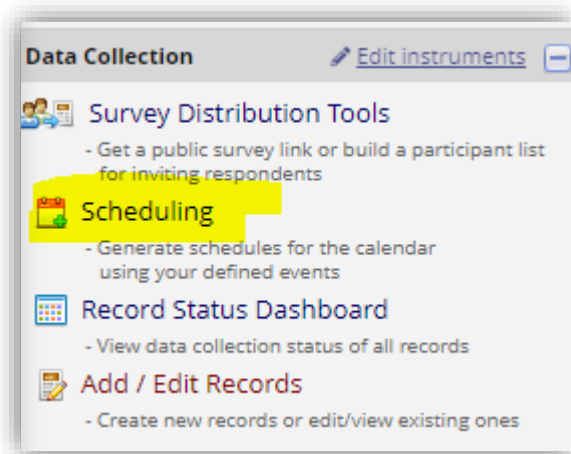 Data Collection Edit instruments
Survey Distribution Tools
- Get a public survey link or build a participant list
for inviting respondents
Scheduling
- Generate schedules for the calendar
using your defined events
Record Status Dashboard
- View data collection status of all records
Add / Edit Records
- Create new records or edit/view existing ones